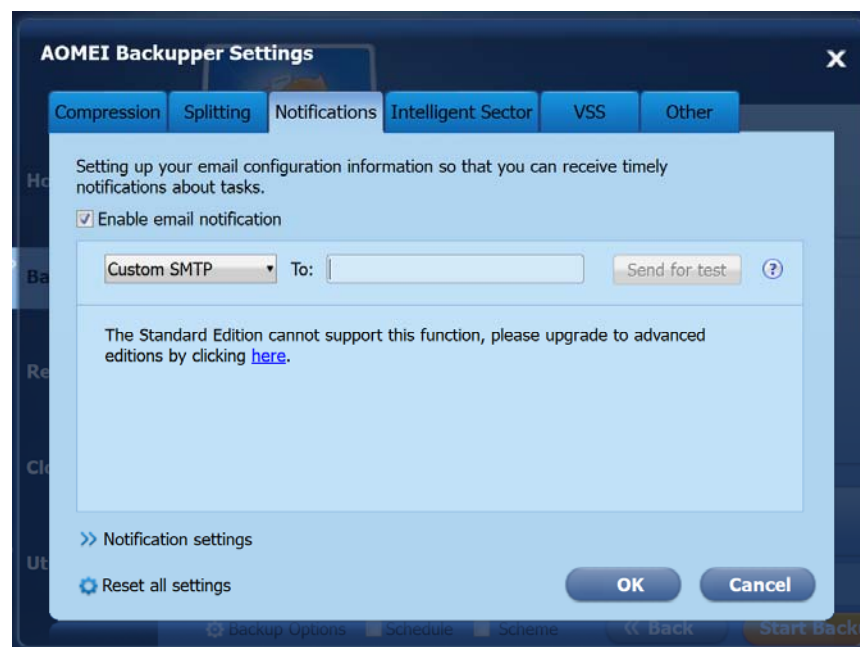 AOMEI Backupper Settings
Compression Splitting Notifications Intelligent Sector VSS Other
Setting up your email configuration information so that you can receive timely
notifications about tasks.
Enable email notification
Custom SMTP To: Send for test ?
The Standard Edition cannot support this function, please upgrade to advanced
editions by clicking here.
Notification settings
Reset all settings
OK Cancel
Backup Options Schedule Scheme Back Start Back